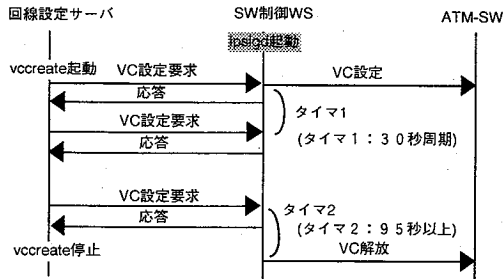 回線設定サーバ
SW制御WS
ATM-SW
ipsigd起動
vccreate起動
VC設定要求
VC設定
応答
タイマ1
VC設定要求
(タイマ1：30秒周期)
応答
VC設定要求
タイマ2
応答
(タイマ2：95秒以上)
vccreate停止
VC解放